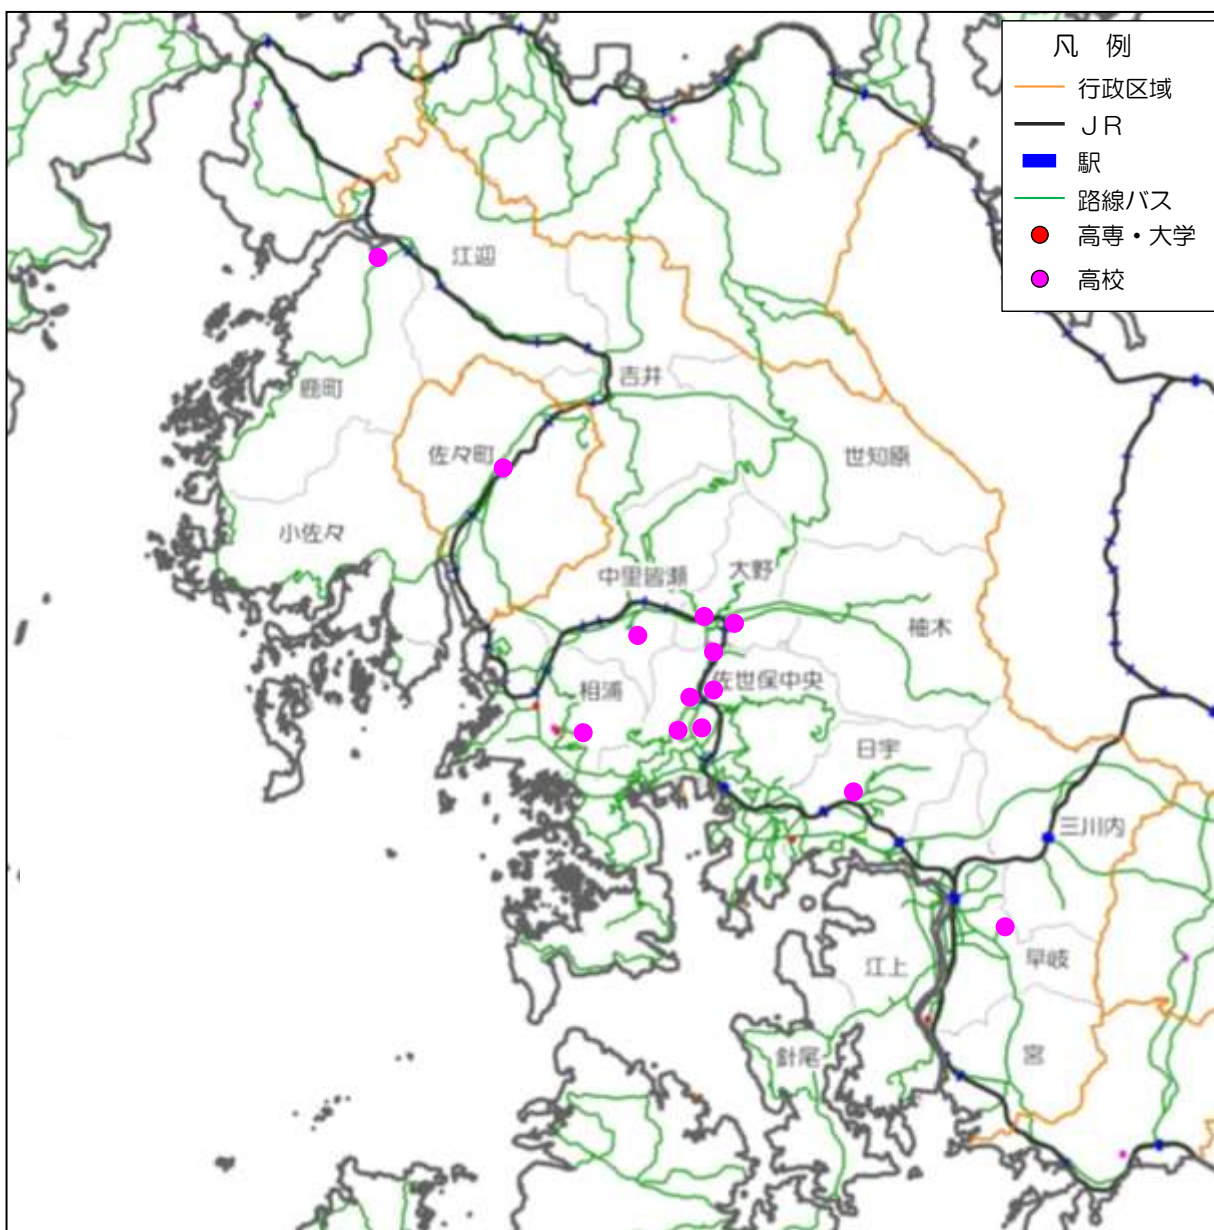 凡 例
行政区域
ＪＲ
駅
路線バス
高専・大学
高校
江迎
鹿町
吉井
佐々町
世知原
小佐々
中里皆瀬
大野
柚木
相浦
佐世保中央
日宇
三川内
江上
早岐
針尾
宮